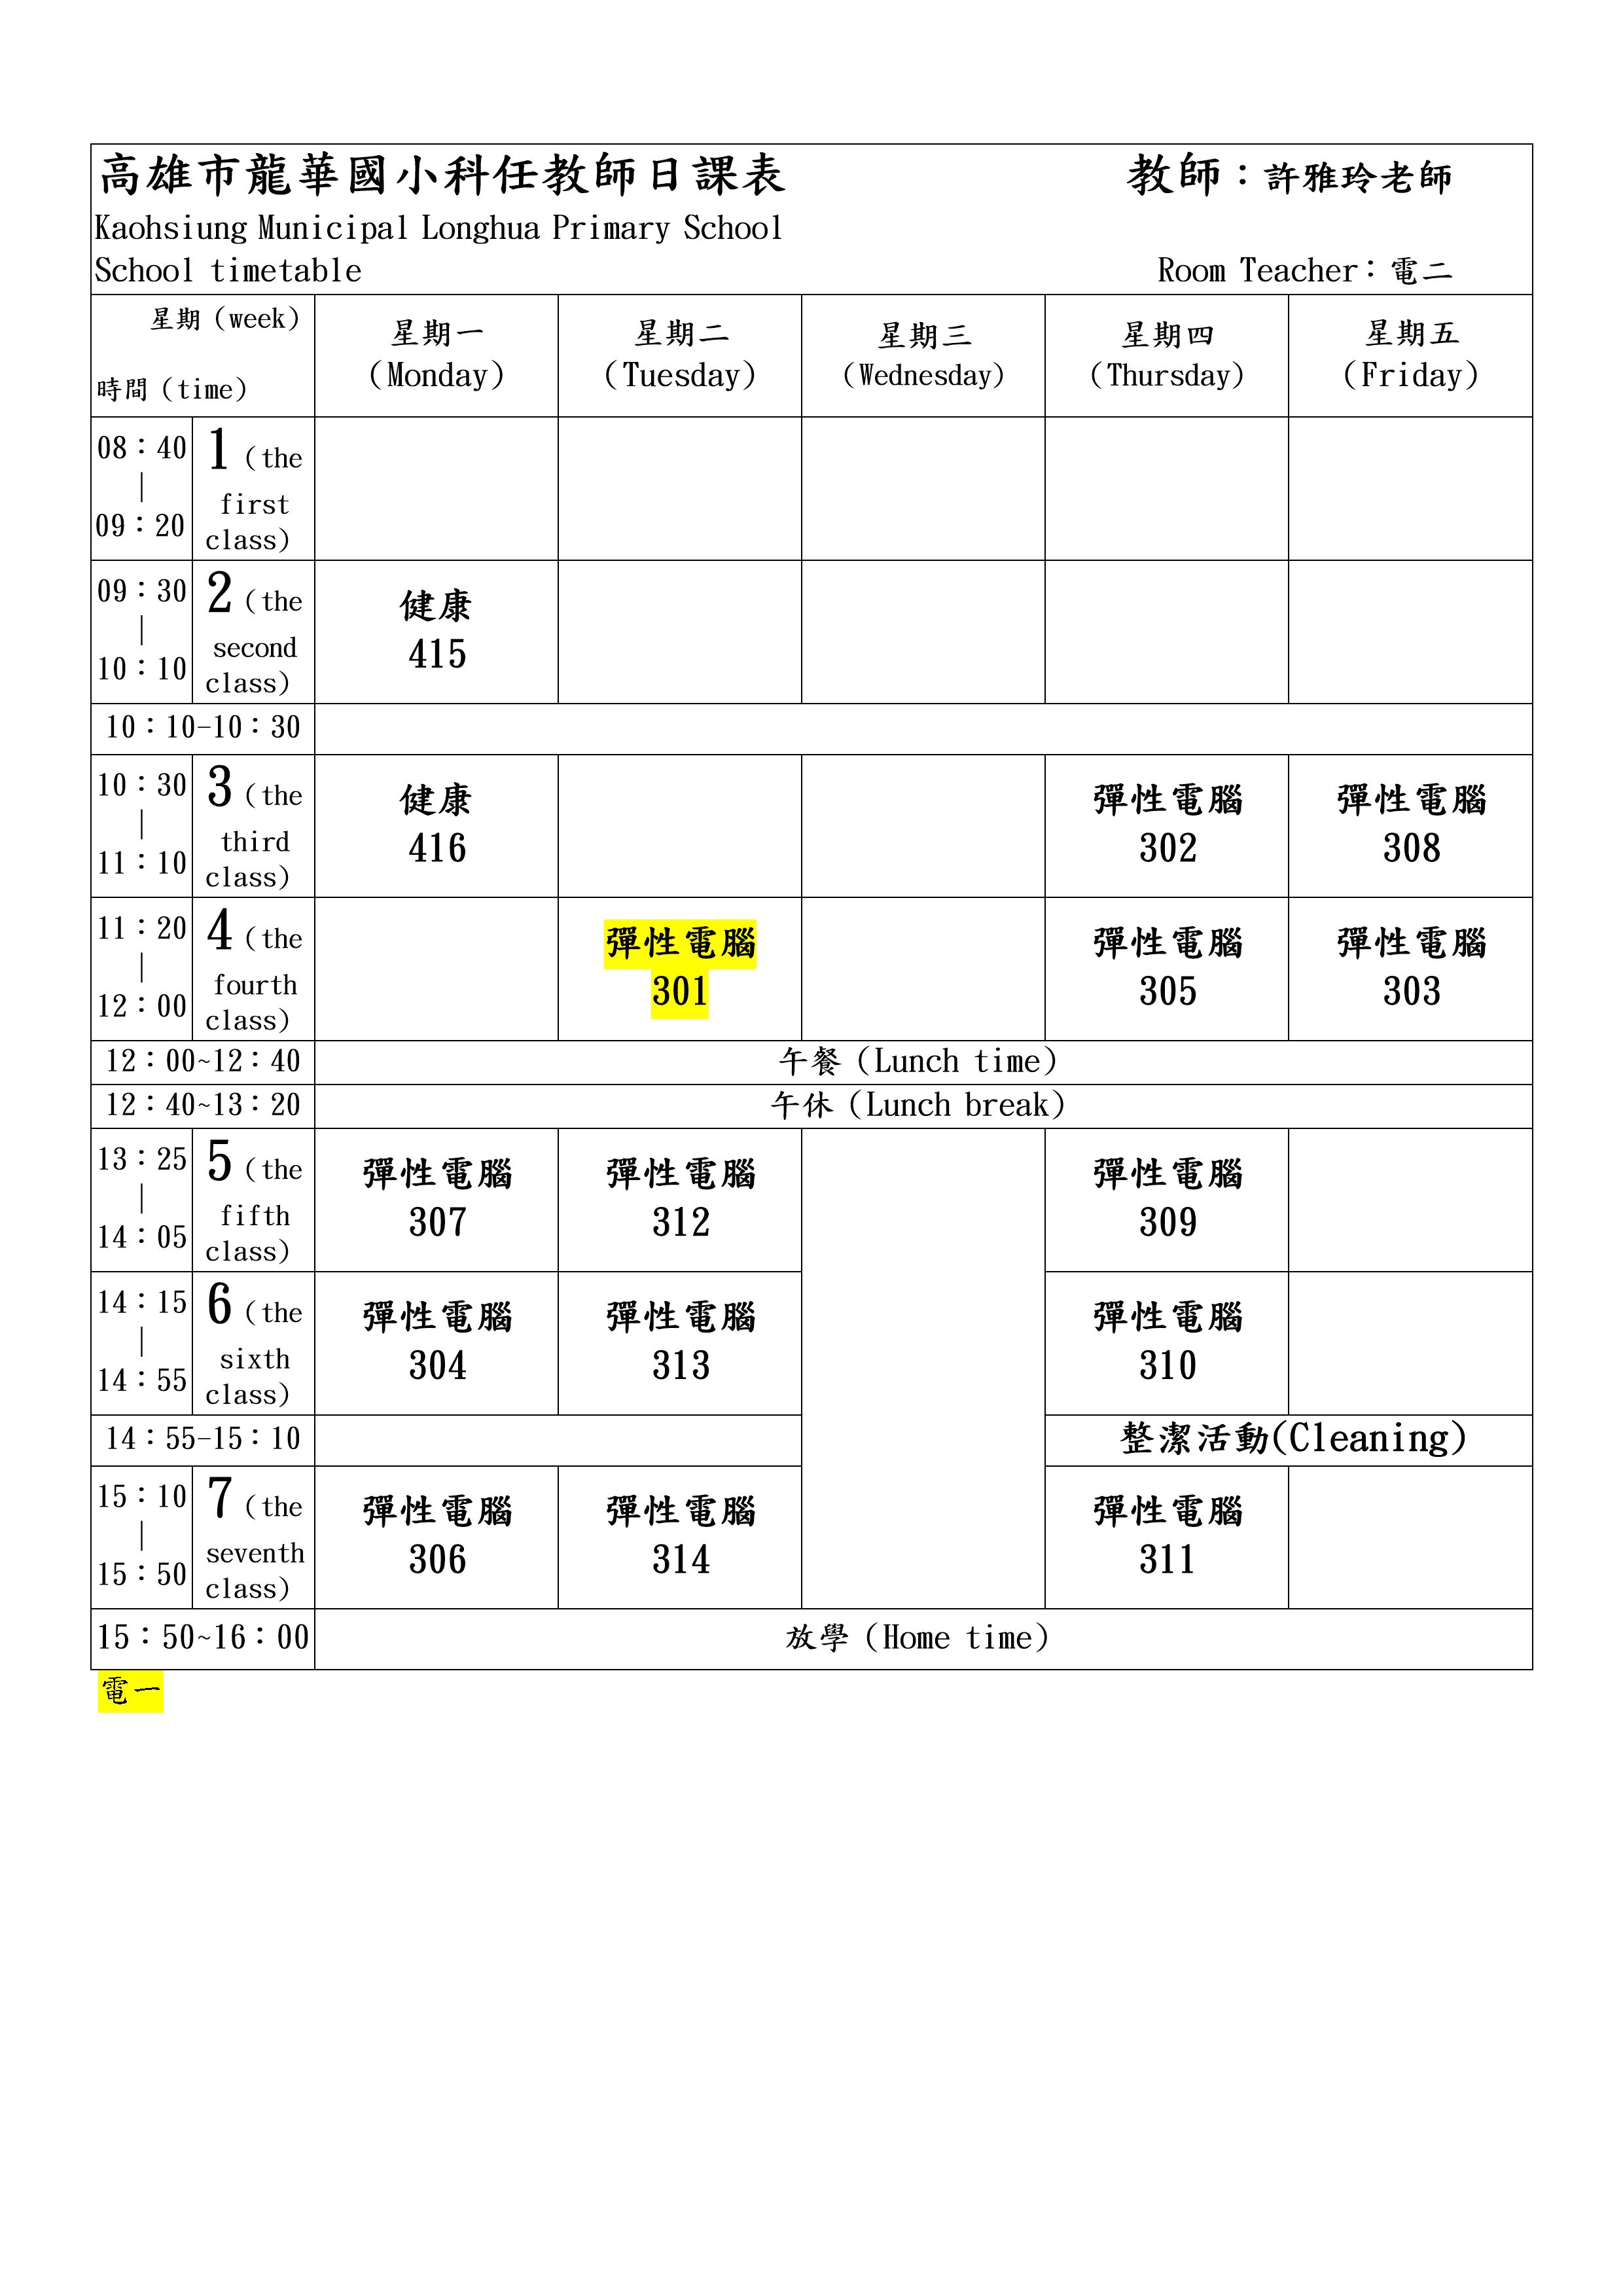 高雄市龍華國小科任教師日課表 教師：許雅玲老師
Kaohsiung Municipal Longhua Primary School
School timetable Room Teacher：電二
星期（week）
時間（time）
星期一
（Monday）
星期二
（Tuesday）
星期三
（Wednesday）
星期四
（Thursday）
星期五
（Friday）
08：40
｜
09：20
1（the
first
class）
09：30
｜
10：10
2（the
second
class）
健康
415
10：10-10：30
10：30
｜
11：10
3（the
third
class）
健康
416
彈性電腦
302
彈性電腦
308
11：20
｜
12：00
4（the
fourth
class）
彈性電腦
301
彈性電腦
305
彈性電腦
303
12：00~12：40 午餐（Lunch time）
12：40~13：20 午休（Lunch break）
13：25
｜
14：05
5（the
fifth
class）
彈性電腦
307
彈性電腦
312
彈性電腦
309
14：15
｜
14：55
6（the
sixth
class）
彈性電腦
304
彈性電腦
313
彈性電腦
310
14：55-15：10 整潔活動(Cleaning)
15：10
｜
15：50
7（the
seventh
class）
彈性電腦
306
彈性電腦
314
彈性電腦
311
15：50~16：00 放學（Home time）
電一